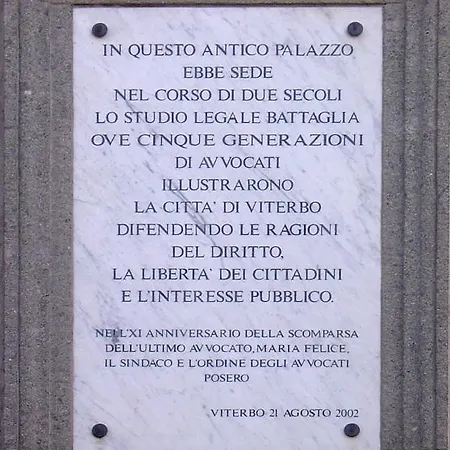 IN QUESTO ANTICO PALAZZO
EBBE SEDE
NEL CORSO DI DUE SECOLI
LO STUDIO LEGALE BATTAGLIA
OVE CINQUE GENERAZIONI
DI AVVOCATI
ILLUSTRARONO
LA CITTA' DI VITERBO
DIFENDENDO LE RAGIONI
DEL DIRITTO,
LA LIBERTA' DEI CITTADINI
E L'INTERESSE PUBBLICO.
NELL'XI ANNIVERSARIO DELLA SCOMPARSA
DELL'ULTIMO AVVOCATO, MARIA FELICE,
IL SINDACO E L'ORDINE DEGLI AVVOCATI
POSERO
VITERBO 21 AGOSTO 2002